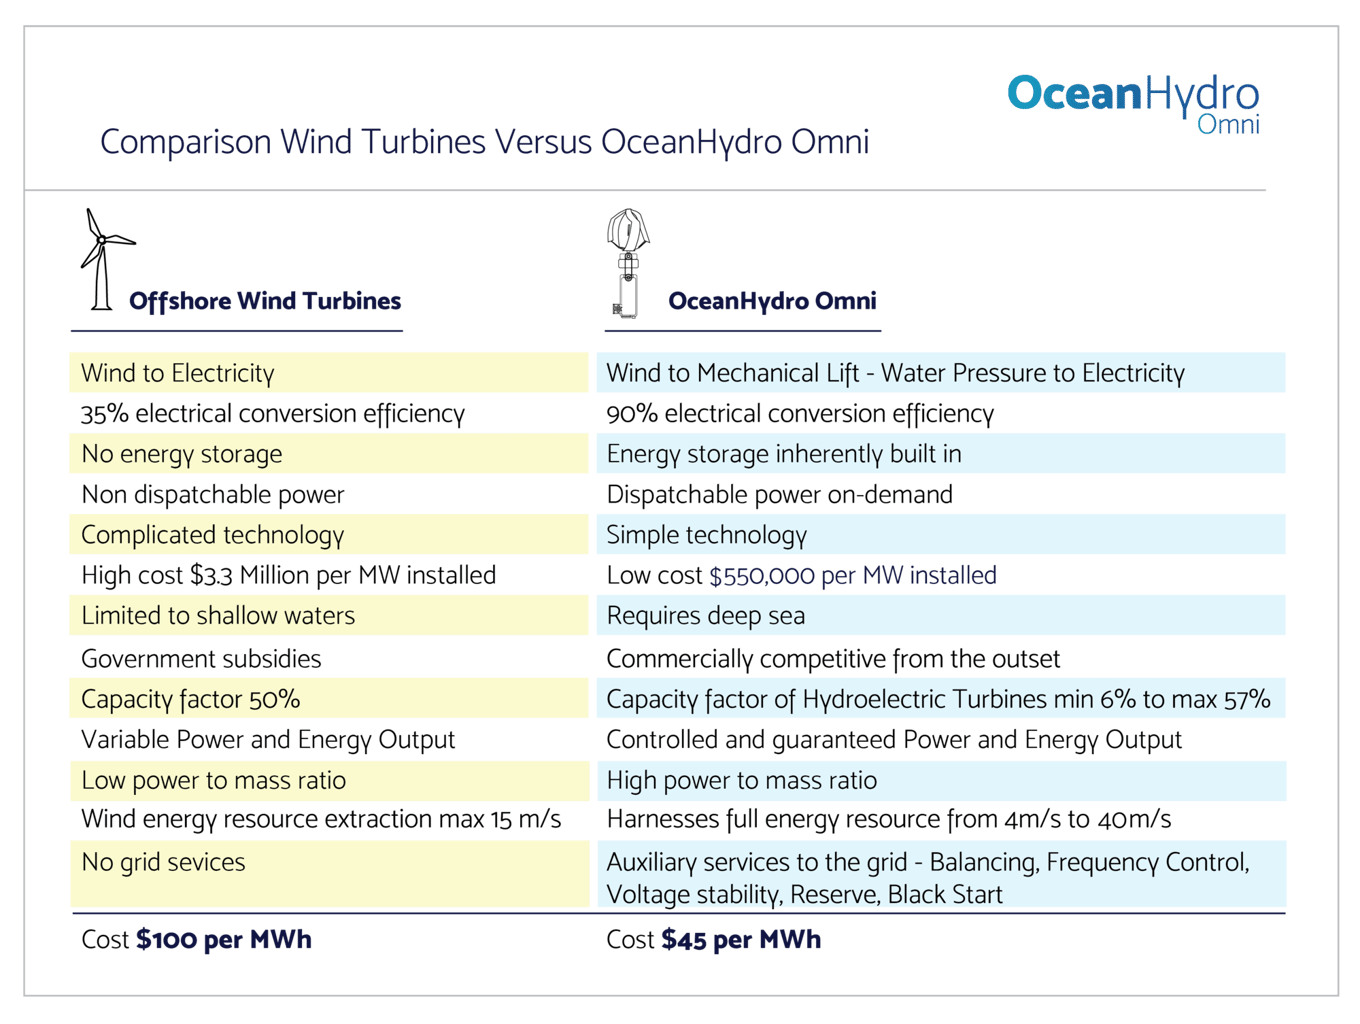 OceanHydro
Omni
Comparison Wind Turbines Versus OceanHydro Omni
Offshore Wind Turbines
OceanHydro Omni
Wind to Electricity
Wind to Mechanical Lift - Water Pressure to Electricity
35% electrical conversion efficiency
90% electrical conversion efficiency
No energy storage
Energy storage inherently built in
Non dispatchable power
Dispatchable power on-demand
Complicated technology
Simple technology
High cost $3.3 Million per MW installed
Low cost $550,000 per MW installed
Limited to shallow waters
Requires deep sea
Government subsidies
Commercially competitive from the outset
Capacity factor 50%
Capacity factor of Hydroelectric Turbines min 6% to max 57%
Variable Power and Energy Output
Controlled and guaranteed Power and Energy Output
Low power to mass ratio
High power to mass ratio
Wind energy resource extraction max 15 m/s
Harnesses full energy resource from 4m/s to 40m/s
No grid sevices
Auxiliary services to the grid - Balancing, Frequency Control,
Voltage stability, Reserve, Black Start
Cost $100 per MWh
Cost $45 per MWh